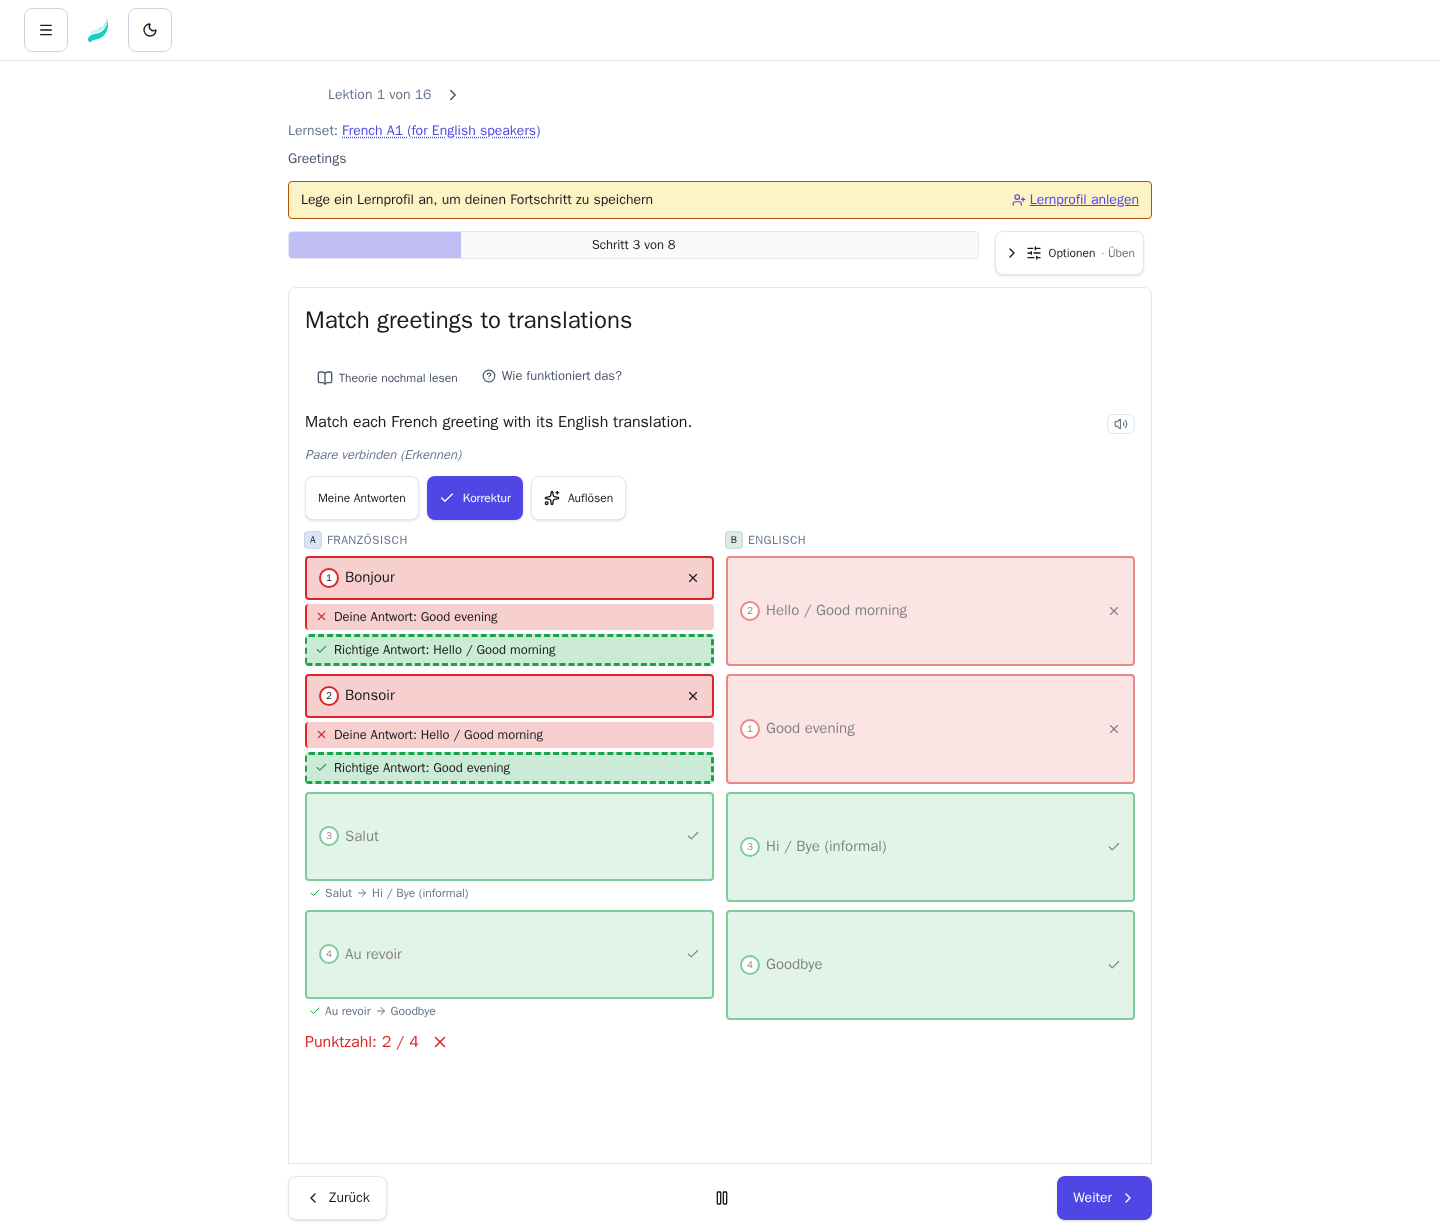 Lektion 1 von 16
Lernset: French A1 (for English speakers)
Greetings
Lege ein Lernprofil an, um deinen Fortschritt zu speichern
Lernprofil anlegen
Schritt 3 von 8
Optionen · Üben
Match greetings to translations
Theorie nochmal lesen
Wie funktioniert das?
Match each French greeting with its English translation.
Paare verbinden (Erkennen)
Meine Antworten
Korrektur
Auflösen
A FRANZÖSISCH
B ENGLISCH
1 Bonjour
Deine Antwort: Good evening
Richtige Antwort: Hello / Good morning
2 Hello / Good morning
2 Bonsoir
Deine Antwort: Hello / Good morning
Richtige Antwort: Good evening
1 Good evening
3 Salut
Salut → Hi / Bye (informal)
3 Hi / Bye (informal)
4 Au revoir
Au revoir → Goodbye
4 Goodbye
Punktzahl: 2 / 4
Zurück
Weiter